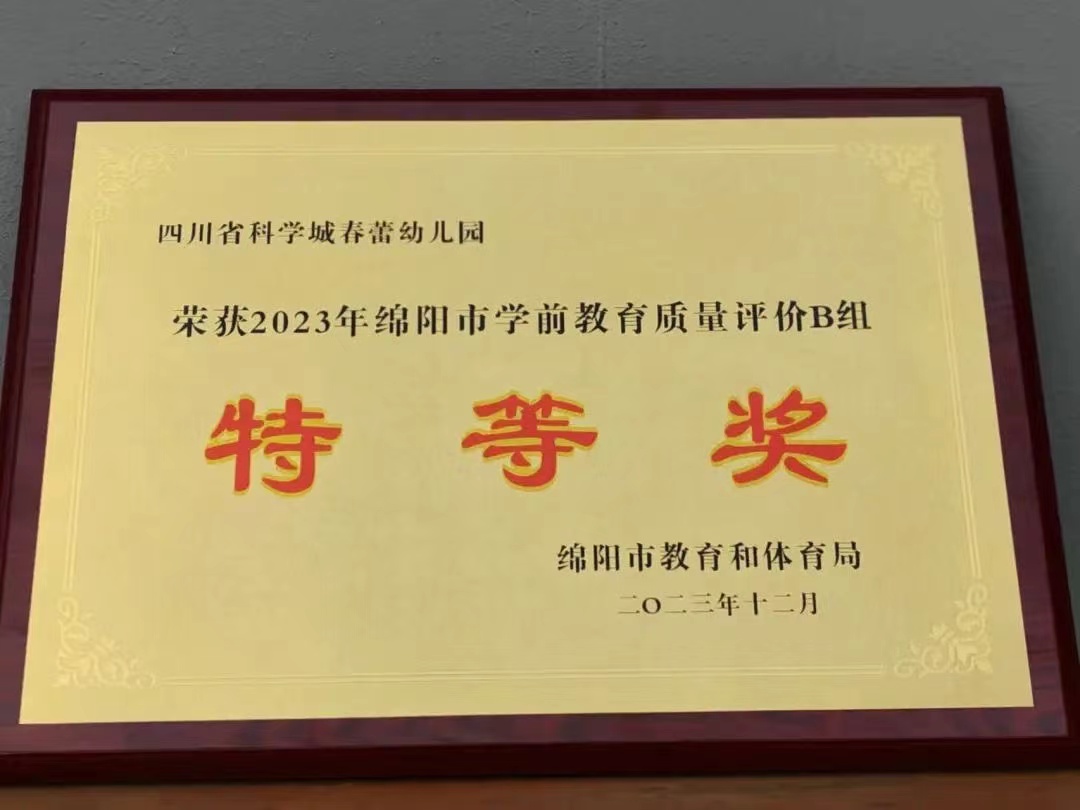 四川省科学城春蕾幼儿园
荣获2023年绵阳市学前教育质量评价B组
特等奖
绵阳市教育和体育局
二〇二三年十二月